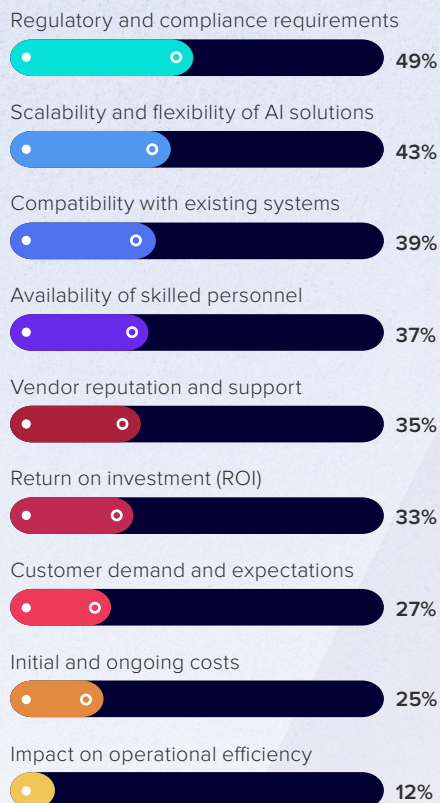 Regulatory and compliance requirements
49%
Scalability and flexibility of AI solutions
43%
Compatibility with existing systems
39%
Availability of skilled personnel
37%
Vendor reputation and support
35%
Return on investment (ROI)
33%
Customer demand and expectations
27%
Initial and ongoing costs
25%
Impact on operational efficiency
12%